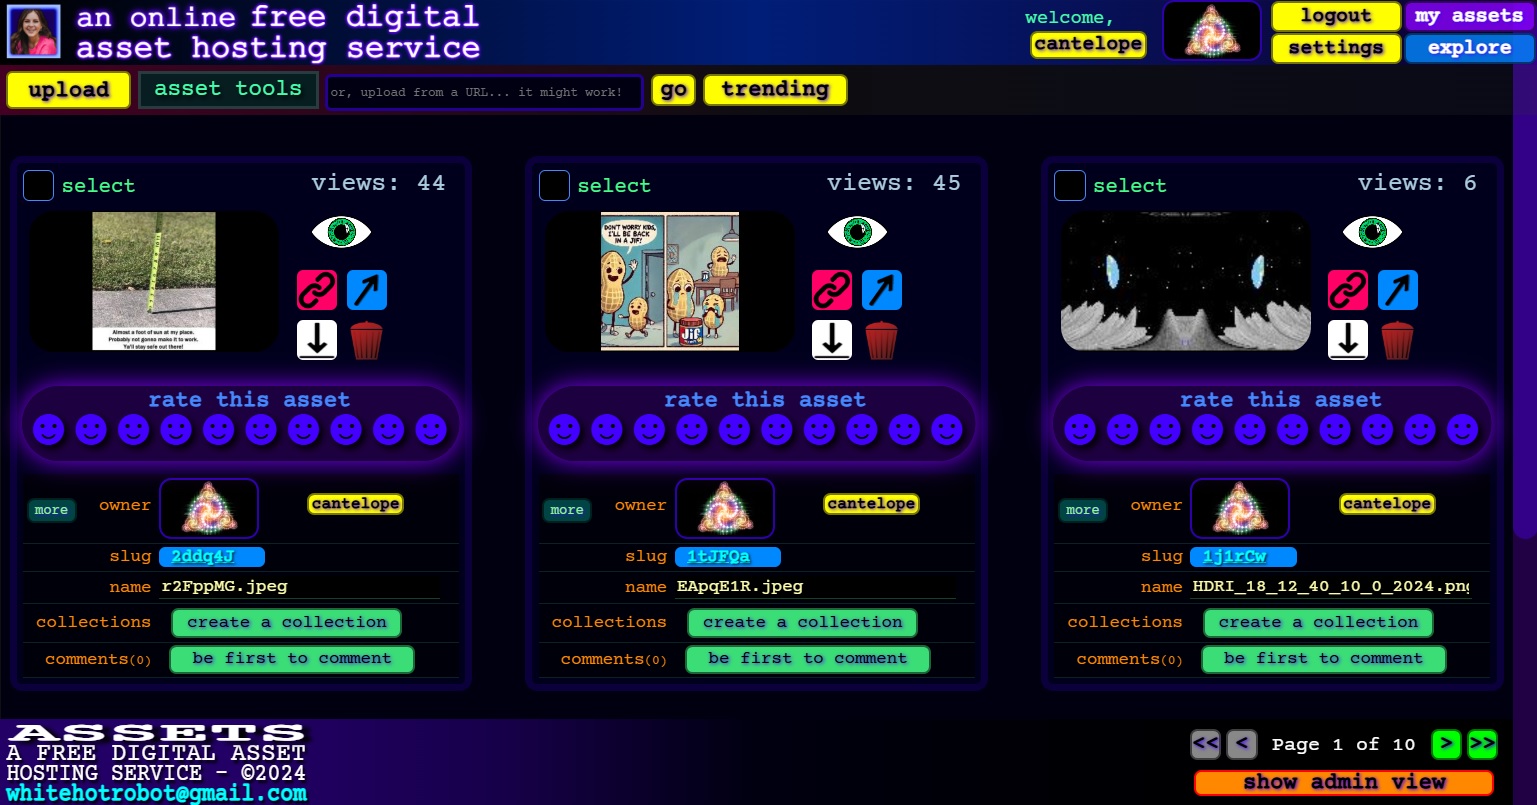 an online free digital
asset hosting service
welcome,
cantelope
logout
settings
my assets
explore
upload
asset tools
or, upload from a URL... it might work!
go
trending
select
views: 44
Almost a foot of sun at my place.
Probably not gonna make it to work.
Ya'll stay safe out there!
rate this asset
more
owner
cantelope
slug
2ddq4J
name
r2FppMG.jpeg
collections
create a collection
comments(0)
be first to comment
select
views: 45
DON'T WORRY KIDS,
I'LL BE BACK
IN A JIF!
Jif
rate this asset
more
owner
cantelope
slug
1tJFQa
name
EApqE1R.jpeg
collections
create a collection
comments(0)
be first to comment
select
views: 6
rate this asset
more
owner
cantelope
slug
1j1rCw
name
HDRI_18_12_40_10_0_2024.png
collections
create a collection
comments(0)
be first to comment
ASSETS
A FREE DIGITAL ASSET
HOSTING SERVICE - ©2024
whitehotrobot@gmail.com
<< < Page 1 of 10 > >>
show admin view